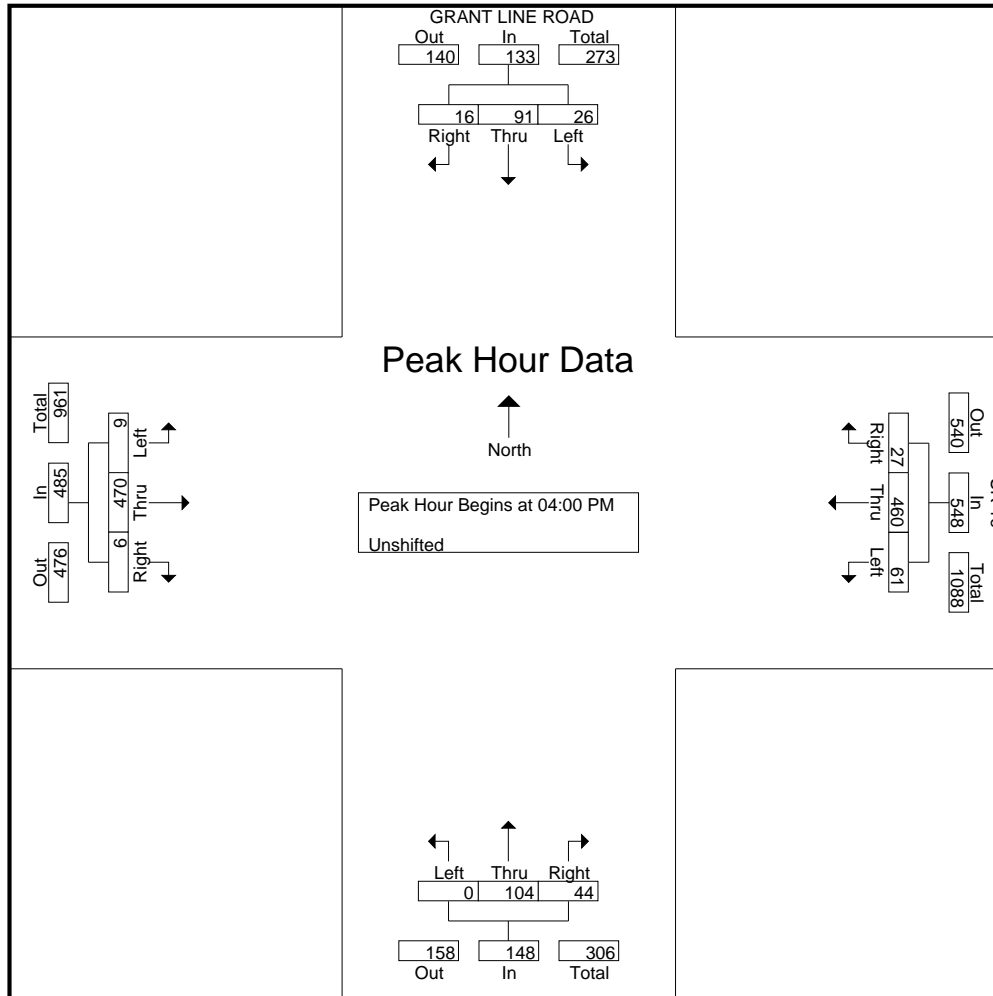 GRANT LINE ROAD
Out In Total
140 133 273
16 91 26
Right Thru Left
Peak Hour Data
North
Peak Hour Begins at 04:00 PM
Unshifted
Total In Out
961 485 476
9 470 6
Left Thru Right
Right Thru Left
27 460 61
Out In Total
540 548 1088
Left Thru Right
0 104 44
158 148 306
Out In Total